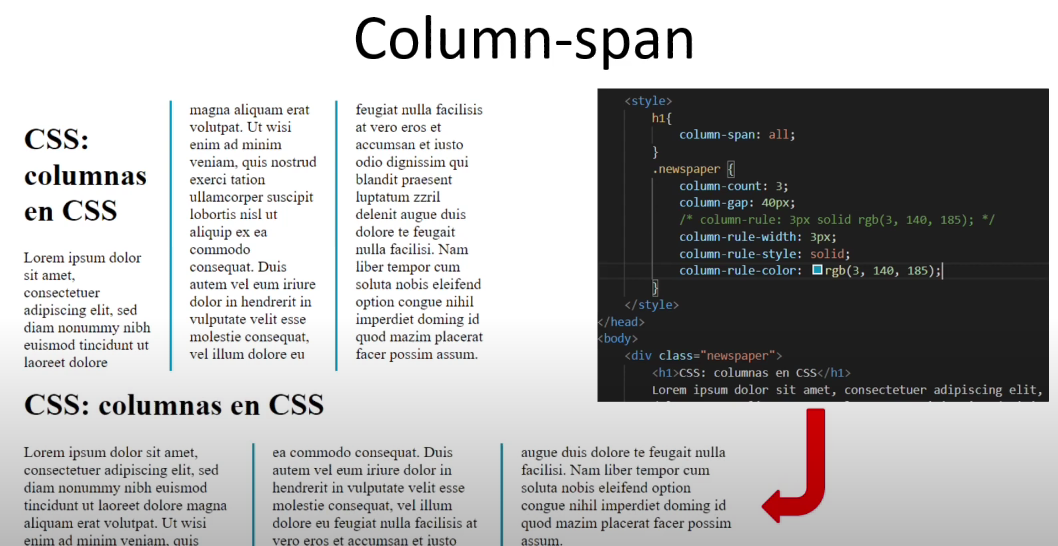 Column-span
CSS:
columnas
en CSS
Lorem ipsum dolor
sit amet,
consectetuer
adipiscing elit, sed
diam nonummy nibh
euismod tincidunt ut
laoreet dolore
magna aliquam erat
volutpat. Ut wisi
enim ad minim
veniam, quis nostrud
exerci tation
ullamcorper suscipit
lobortis nisl ut
aliquip ex ea
commodo
consequat. Duis
autem vel eum iriure
dolor in hendrerit in
vulputate velit esse
molestie consequat,
vel illum dolore eu
feugiat nulla facilisis
at vero eros et
accumsan et iusto
odio dignissim qui
blandit praesent
luptatum zzril
delenit augue duis
dolore te feugait
nulla facilisi. Nam
liber tempor cum
soluta nobis eleifend
option congue nihil
imperdiet doming id
quod mazim placerat
facer possim assum.
<style>
h1{
column-span: all;
}
.newspaper {
column-count: 3;
column-gap: 40px;
/* column-rule: 3px solid rgb(3, 140, 185); */
column-rule-width: 3px;
column-rule-style: solid;
column-rule-color: rgb(3, 140, 185);
}
</style>
</head>
<body>
<div class="newspaper">
<h1>CSS: columnas en CSS</h1>
Lorem ipsum dolor sit amet, consectetuer adipiscing elit,
CSS: columnas en CSS
Lorem ipsum dolor sit amet,
consectetuer adipiscing elit, sed
diam nonummy nibh euismod
tincidunt ut laoreet dolore magna
aliquam erat volutpat. Ut wisi
enim ad minim veniam, quis
ea commodo consequat. Duis
autem vel eum iriure dolor in
hendrerit in vulputate velit esse
molestie consequat, vel illum
dolore eu feugiat nulla facilisis at
vero eros et accumsan et iusto
augue duis dolore te feugait nulla
facilisi. Nam liber tempor cum
soluta nobis eleifend option
congue nihil imperdiet doming id
quod mazim placerat facer possim
assum.